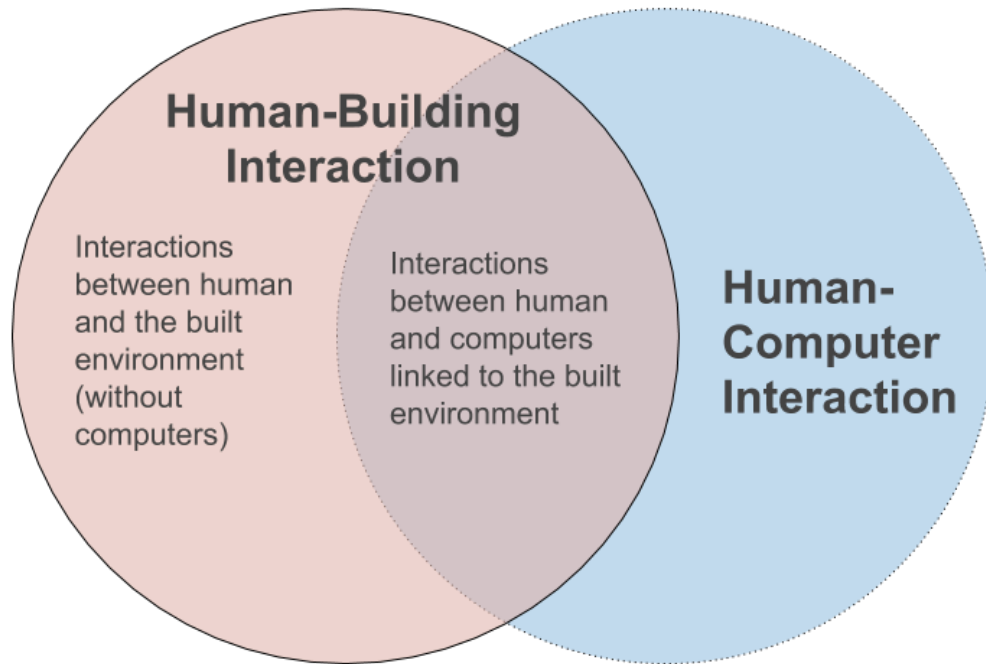 Human-Building
Interaction
Interactions
between human
and the built
environment
(without
computers)
Interactions
between human
and computers
linked to the built
environment
Human-
Computer
Interaction